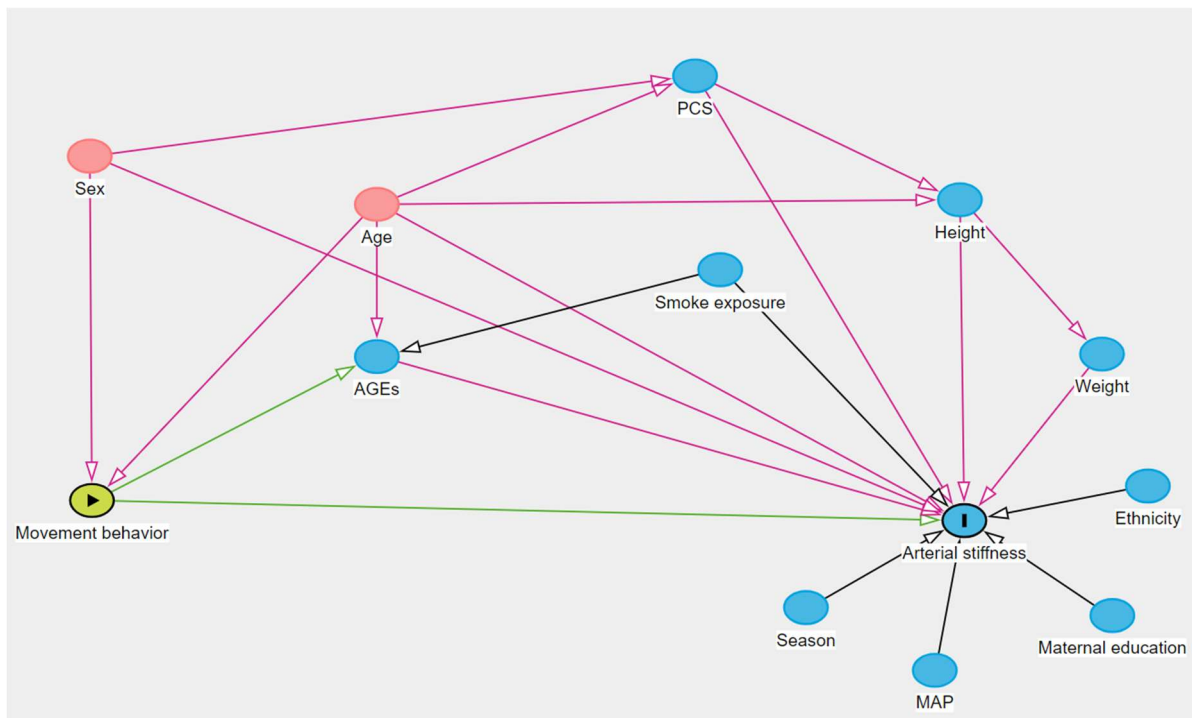 PCS
Sex
Age
Height
Smoke exposure
AGEs
Weight
Movement behavior
Ethnicity
Arterial stiffness
Season
Maternal education
MAP